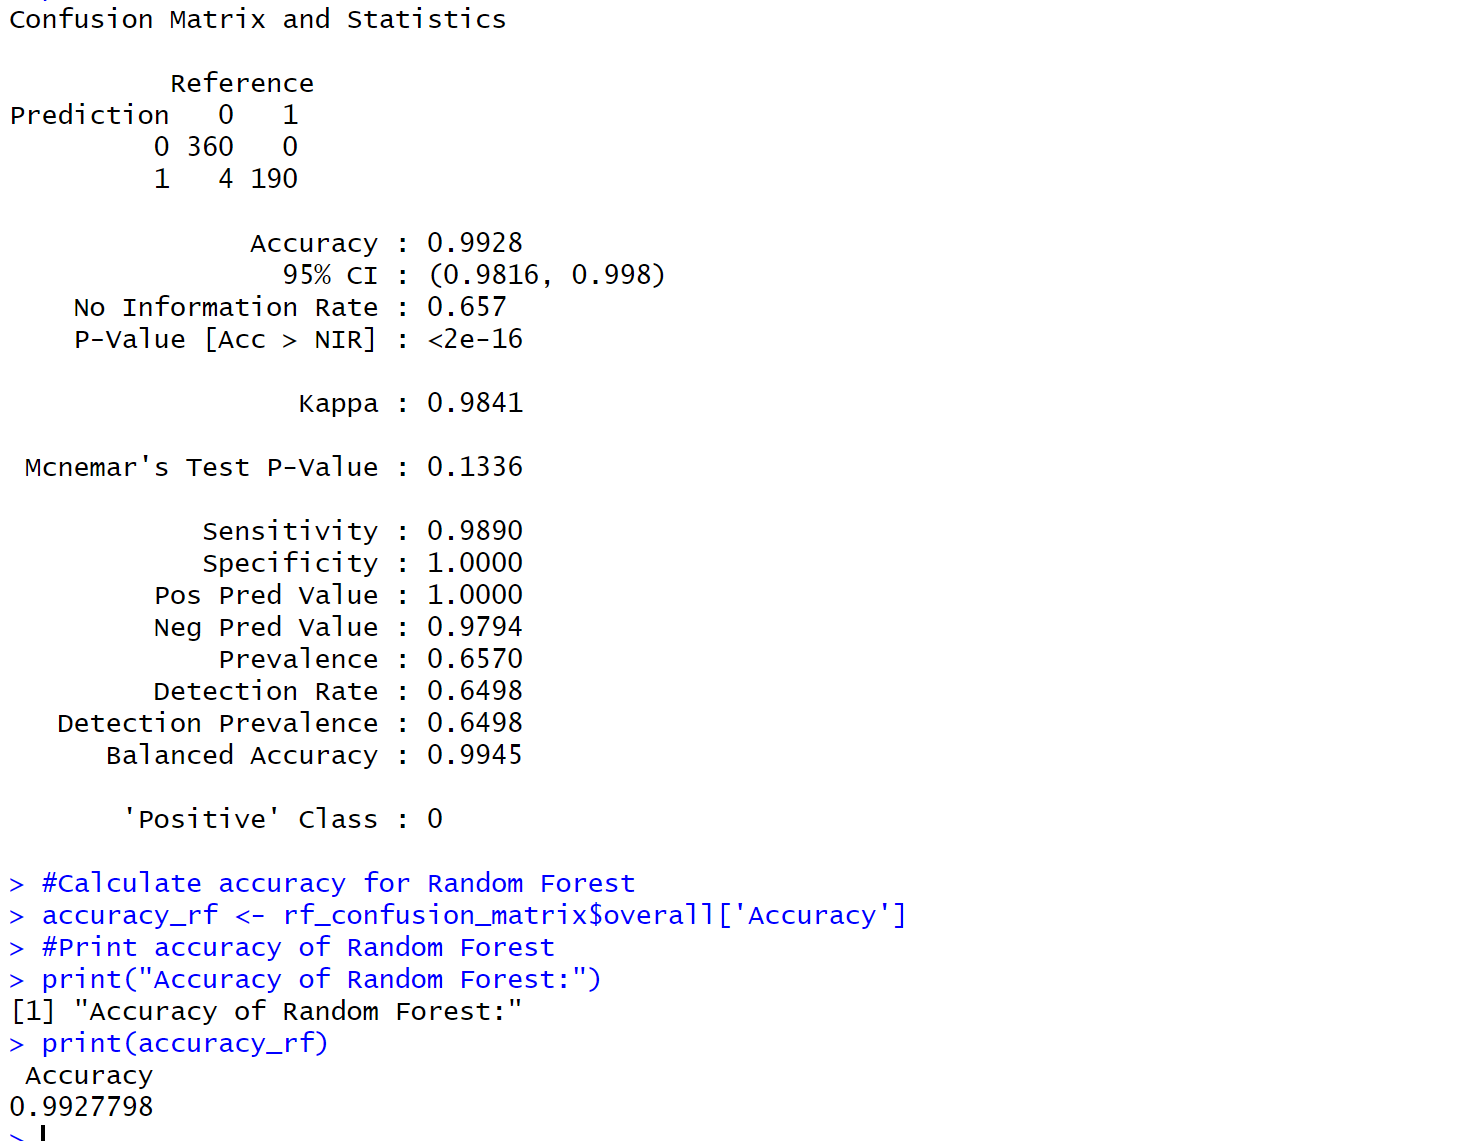 Confusion Matrix and Statistics

          Reference
Prediction   0   1
         0 360   0
         1   4 190

               Accuracy : 0.9928
                 95% CI : (0.9816, 0.998)
    No Information Rate : 0.657
    P-Value [Acc > NIR] : <2e-16

                  Kappa : 0.9841

 Mcnemar's Test P-Value : 0.1336

            Sensitivity : 0.9890
            Specificity : 1.0000
         Pos Pred Value : 1.0000
         Neg Pred Value : 0.9794
             Prevalence : 0.6570
         Detection Rate : 0.6498
   Detection Prevalence : 0.6498
      Balanced Accuracy : 0.9945

       'Positive' Class : 0

> #Calculate accuracy for Random Forest
> accuracy_rf <- rf_confusion_matrix$overall['Accuracy']
> #Print accuracy of Random Forest
> print("Accuracy of Random Forest:")
[1] "Accuracy of Random Forest:"
> print(accuracy_rf)
 Accuracy
0.9927798
>